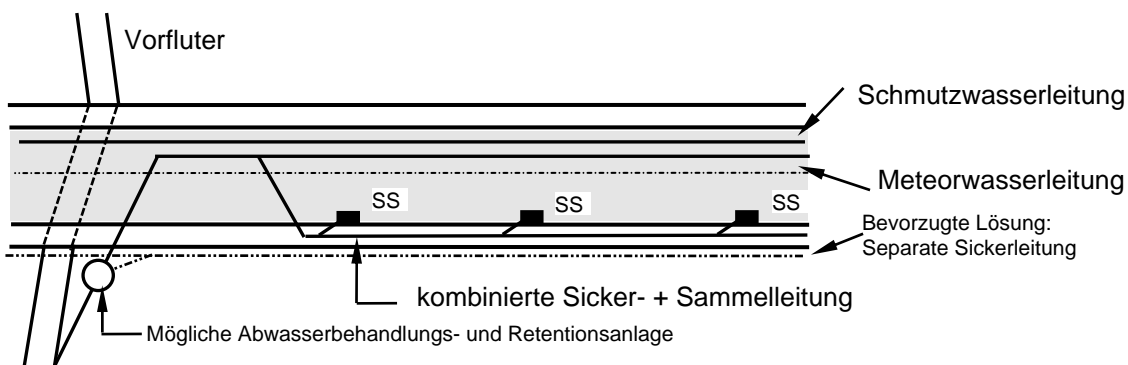 Vorfluter
Schmutzwasserleitung
Meteorwasserleitung
SS
SS
SS
Bevorzugte Lösung:
Separate Sickerleitung
kombinierte Sicker- + Sammelleitung
Mögliche Abwasserbehandlungs- und Retentionsanlage